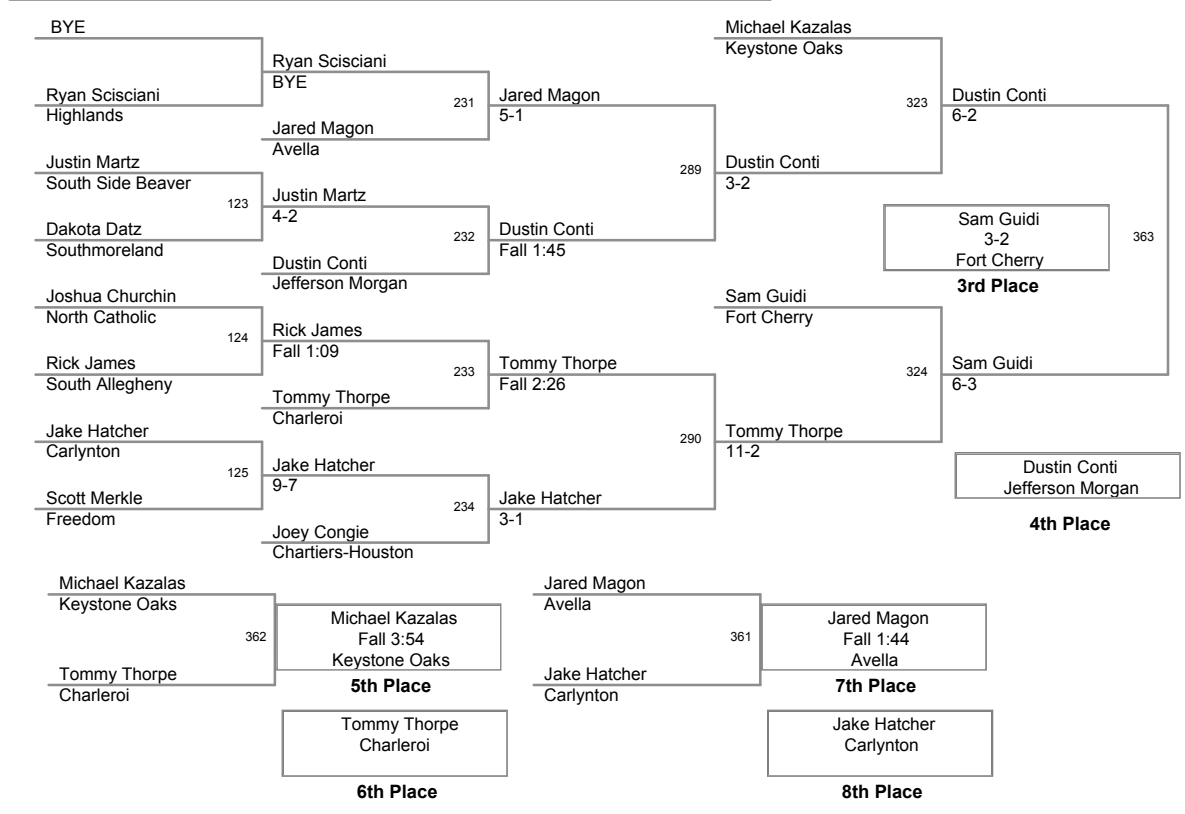 BYE
Ryan Scisciani
Highlands
Justin Martz
South Side Beaver
123
Dakota Datz
Southmoreland
Joshua Churchin
North Catholic
124
Rick James
South Allegheny
Jake Hatcher
Carlynton
125
Scott Merkle
Freedom
Ryan Scisciani
BYE
231
Jared Magon
Avella
Justin Martz
4-2
232
Dustin Conti
Jefferson Morgan
Rick James
Fall 1:09
233
Tommy Thorpe
Charleroi
Jake Hatcher
9-7
234
Joey Congie
Chartiers-Houston
Jared Magon
5-1
289
Dustin Conti
Fall 1:45
Tommy Thorpe
Fall 2:26
290
Jake Hatcher
3-1
Michael Kazalas
Keystone Oaks
323
Dustin Conti
3-2
Sam Guidi
Fort Cherry
324
Tommy Thorpe
11-2
Dustin Conti
6-2
363
Sam Guidi
6-3
Sam Guidi
3-2
Fort Cherry
3rd Place
Dustin Conti
Jefferson Morgan
4th Place
Michael Kazalas
Keystone Oaks
362
Tommy Thorpe
Charleroi
Michael Kazalas
Fall 3:54
Keystone Oaks
5th Place
Tommy Thorpe
Charleroi
6th Place
Jared Magon
Avella
361
Jake Hatcher
Carlynton
Jared Magon
Fall 1:44
Avella
7th Place
Jake Hatcher
Carlynton
8th Place